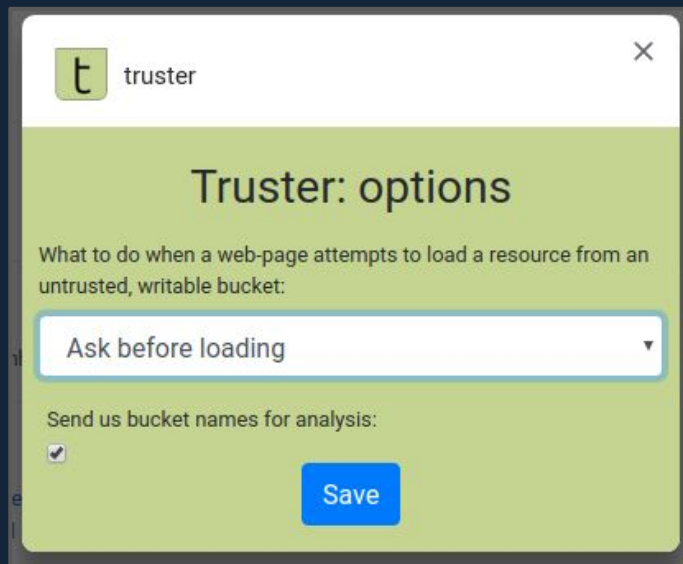 t truster ×
Truster: options
What to do when a web-page attempts to load a resource from an
untrusted, writable bucket:
Ask before loading
Send us bucket names for analysis:
Save